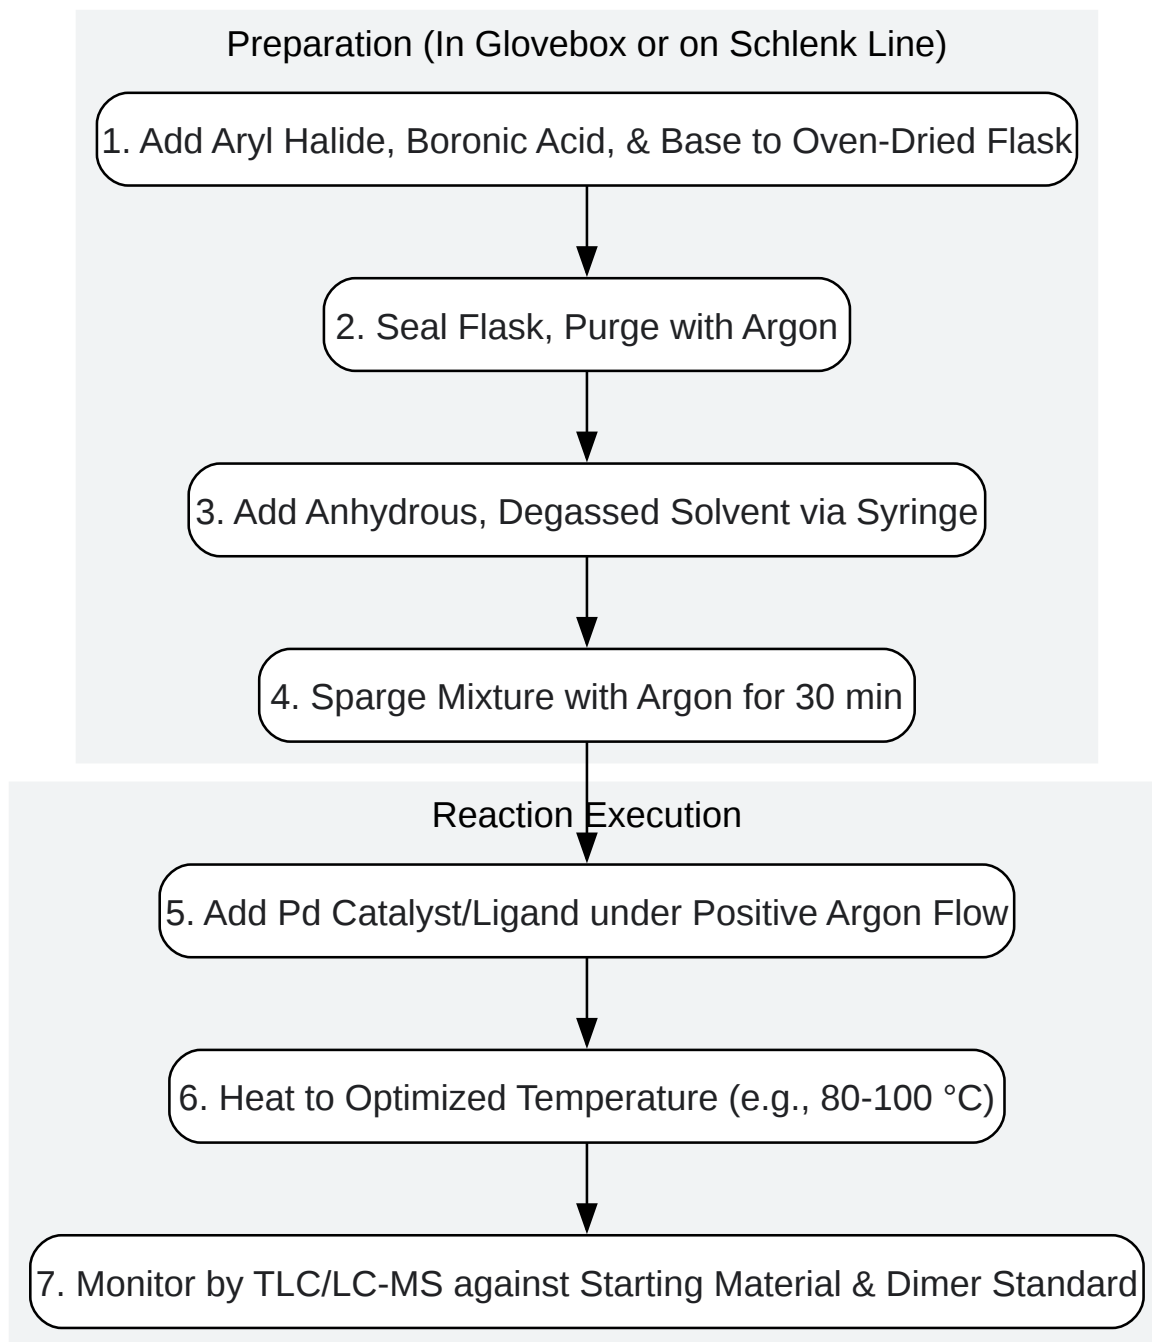 Preparation (In Glovebox or on Schlenk Line)
1. Add Aryl Halide, Boronic Acid, & Base to Oven-Dried Flask
2. Seal Flask, Purge with Argon
3. Add Anhydrous, Degassed Solvent via Syringe
4. Sparge Mixture with Argon for 30 min
Reaction Execution
5. Add Pd Catalyst/Ligand under Positive Argon Flow
6. Heat to Optimized Temperature (e.g., 80-100 °C)
7. Monitor by TLC/LC-MS against Starting Material & Dimer Standard